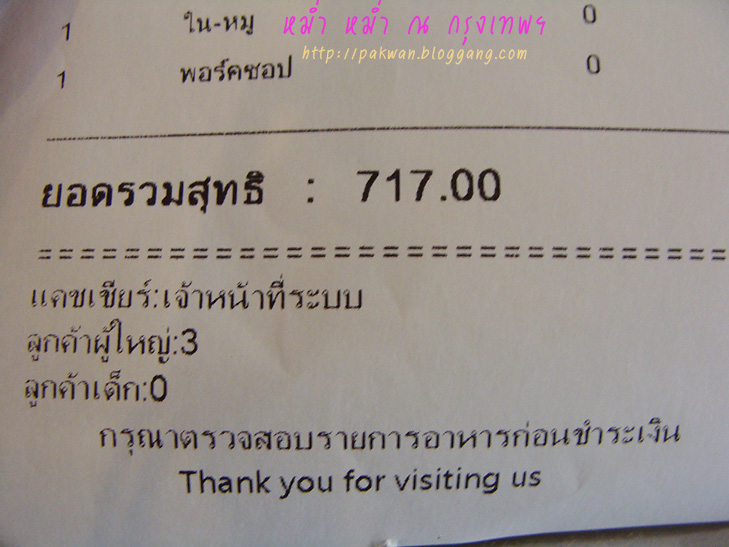 1 ใน-หมู 0
หม่ำ หม่ำ ณ กรุงเทพฯ
http://pakwan.bloggang.com
1 พอร์คชอป 0
ยอดรวมสุทธิ : 717.00
================================
แคชเชียร์:เจ้าหน้าที่ระบบ
ลูกค้าผู้ใหญ่:3
ลูกค้าเด็ก:0
กรุณาตรวจสอบรายการอาหารก่อนชำระเงิน
Thank you for visiting us